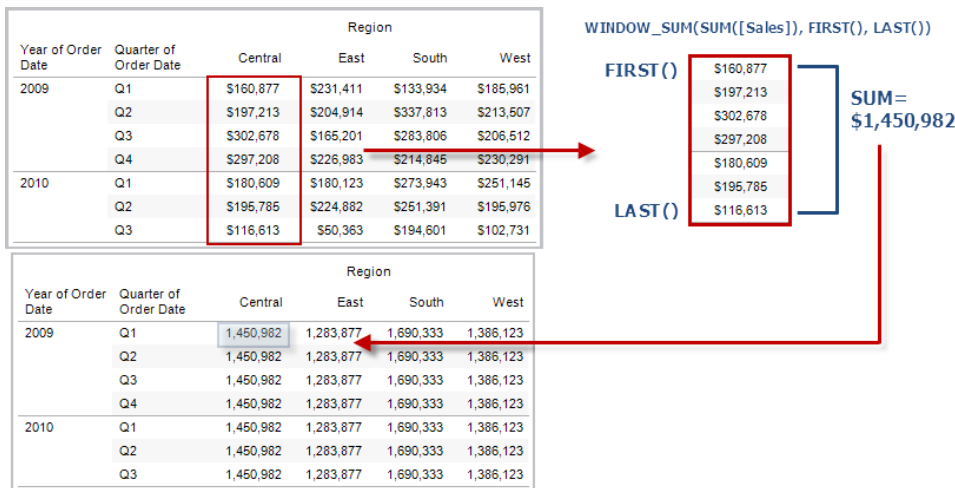 Region
Year of Order Date Quarter of Order Date Central East South West
2009 Q1 $160,877 $231,411 $133,934 $185,961
Q2 $197,213 $204,914 $337,813 $213,507
Q3 $302,678 $165,201 $283,806 $206,512
Q4 $297,208 $226,983 $214,845 $230,291
2010 Q1 $180,609 $180,123 $273,943 $251,145
Q2 $195,785 $224,882 $251,391 $195,976
Q3 $116,613 $50,363 $194,601 $102,731
WINDOW_SUM(SUM([Sales]), FIRST(), LAST())
FIRST() $160,877
$197,213
$302,678
$297,208
$180,609
$195,785
LAST() $116,613
SUM=
$1,450,982
Region
Year of Order Date Quarter of Order Date Central East South West
2009 Q1 1,450,982 1,283,877 1,690,333 1,386,123
Q2 1,450,982 1,283,877 1,690,333 1,386,123
Q3 1,450,982 1,283,877 1,690,333 1,386,123
Q4 1,450,982 1,283,877 1,690,333 1,386,123
2010 Q1 1,450,982 1,283,877 1,690,333 1,386,123
Q2 1,450,982 1,283,877 1,690,333 1,386,123
Q3 1,450,982 1,283,877 1,690,333 1,386,123